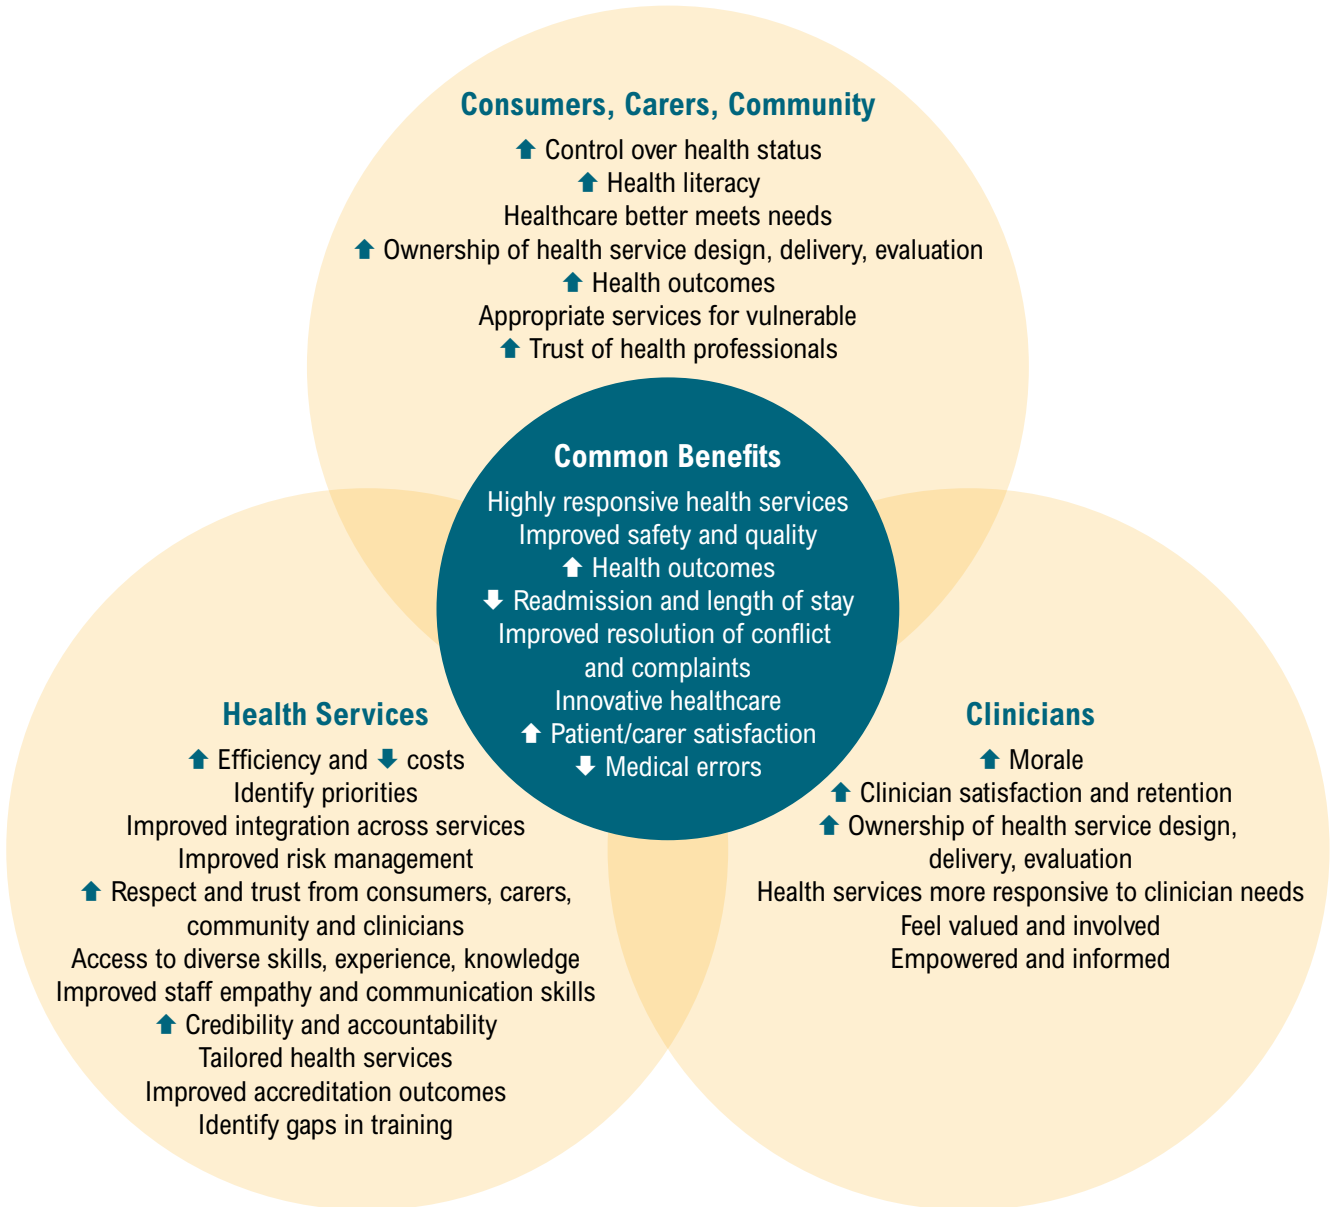 Consumers, Carers, Community
⬆ Control over health status
⬆ Health literacy
Healthcare better meets needs
⬆ Ownership of health service design, delivery, evaluation
⬆ Health outcomes
Appropriate services for vulnerable
⬆ Trust of health professionals
Common Benefits
Highly responsive health services
Improved safety and quality
⬆ Health outcomes
⬇ Readmission and length of stay
Improved resolution of conflict
and complaints
Innovative healthcare
⬆ Patient/carer satisfaction
⬇ Medical errors
Health Services
⬆ Efficiency and ⬇ costs
Identify priorities
Improved integration across services
Improved risk management
⬆ Respect and trust from consumers, carers,
community and clinicians
Access to diverse skills, experience, knowledge
Improved staff empathy and communication skills
⬆ Credibility and accountability
Tailored health services
Improved accreditation outcomes
Identify gaps in training
Clinicians
⬆ Morale
⬆ Clinician satisfaction and retention
⬆ Ownership of health service design,
delivery, evaluation
Health services more responsive to clinician needs
Feel valued and involved
Empowered and informed